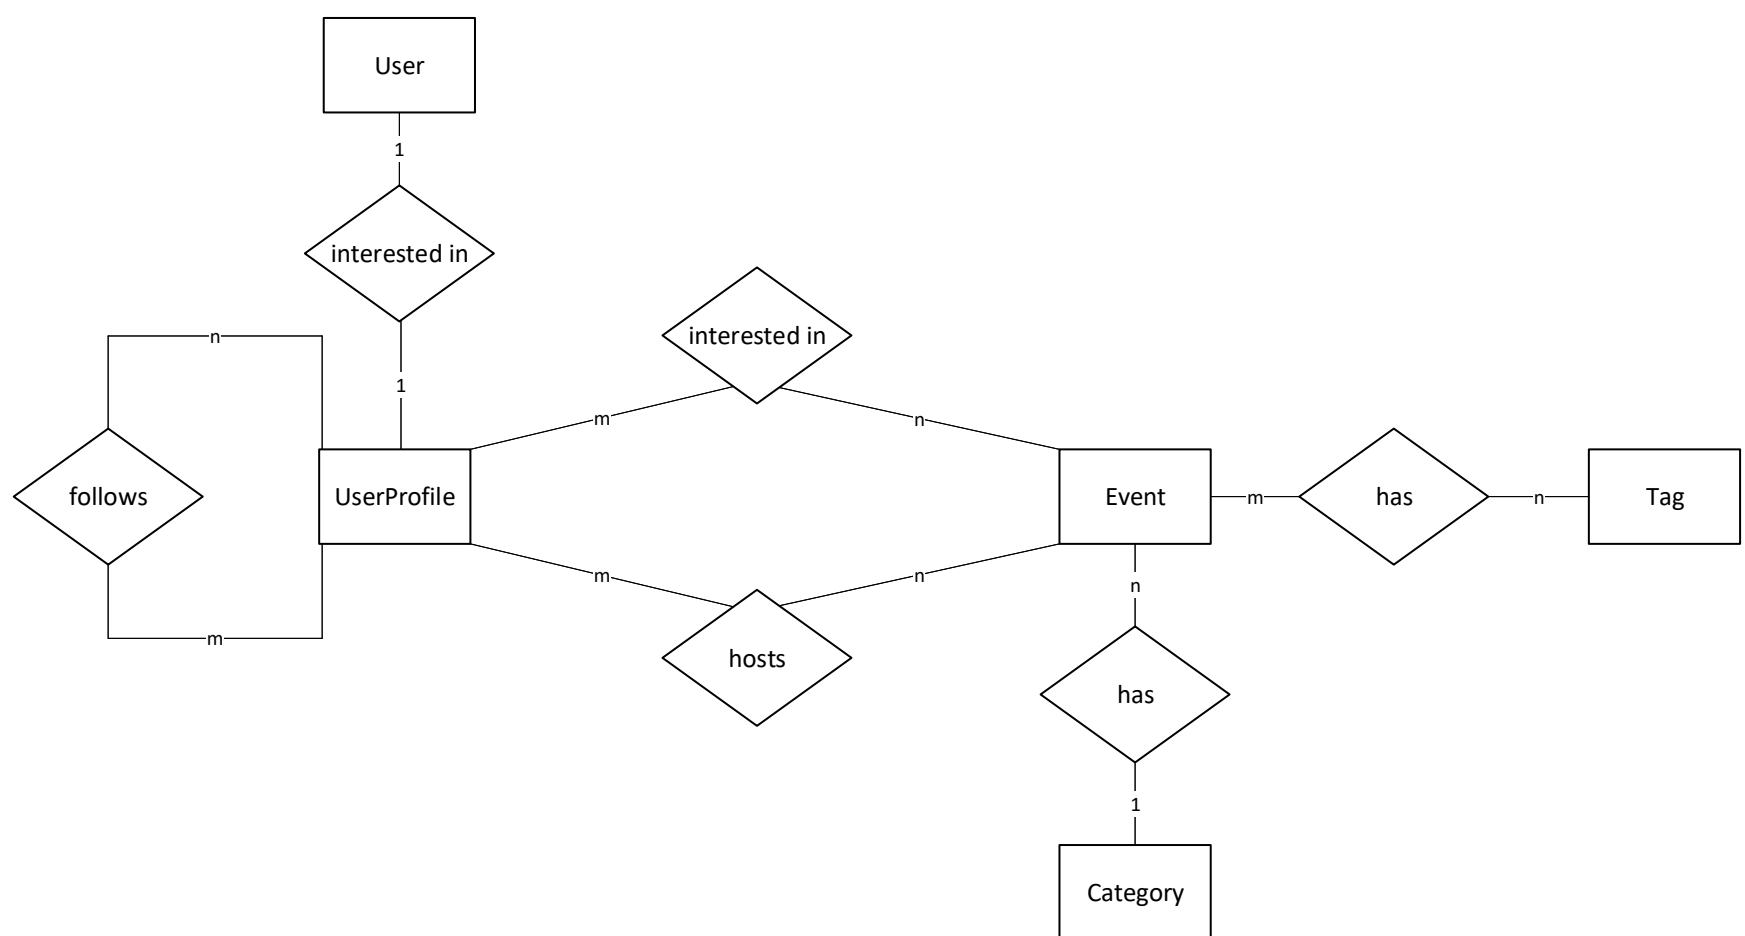 User
1
interested in
interested in
n
1
m
n
follows
UserProfile
Event
m
has
n
Tag
m
n
n
m
hosts
has
1
Category